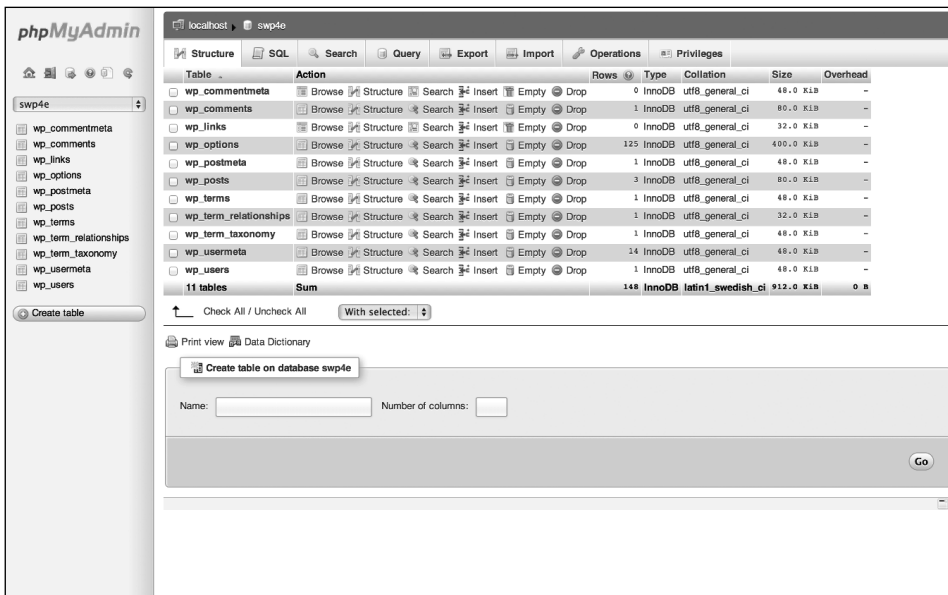 phpMyAdmin
swp4e
wp_commentmeta
wp_comments
wp_links
wp_options
wp_postmeta
wp_posts
wp_terms
wp_term_relationships
wp_term_taxonomy
wp_usermeta
wp_users
Create table
localhost swp4e
Structure SQL Search Query Export Import Operations Privileges
Table Action Rows Type Collation Size Overhead
wp_commentmeta Browse Structure Search Insert Empty Drop 0 InnoDB utf8_general_ci 48.0 KiB -
wp_comments Browse Structure Search Insert Empty Drop 1 InnoDB utf8_general_ci 80.0 KiB -
wp_links Browse Structure Search Insert Empty Drop 0 InnoDB utf8_general_ci 32.0 KiB -
wp_options Browse Structure Search Insert Empty Drop 125 InnoDB utf8_general_ci 400.0 KiB -
wp_postmeta Browse Structure Search Insert Empty Drop 1 InnoDB utf8_general_ci 48.0 KiB -
wp_posts Browse Structure Search Insert Empty Drop 3 InnoDB utf8_general_ci 80.0 KiB -
wp_terms Browse Structure Search Insert Empty Drop 1 InnoDB utf8_general_ci 48.0 KiB -
wp_term_relationships Browse Structure Search Insert Empty Drop 1 InnoDB utf8_general_ci 32.0 KiB -
wp_term_taxonomy Browse Structure Search Insert Empty Drop 1 InnoDB utf8_general_ci 48.0 KiB -
wp_usermeta Browse Structure Search Insert Empty Drop 14 InnoDB utf8_general_ci 48.0 KiB -
wp_users Browse Structure Search Insert Empty Drop 1 InnoDB utf8_general_ci 48.0 KiB -
11 tables Sum 148 InnoDB latin1_swedish_ci 912.0 KiB 0 B
Check All / Uncheck All With selected:
Print view Data Dictionary
Create table on database swp4e
Name: Number of columns:
Go